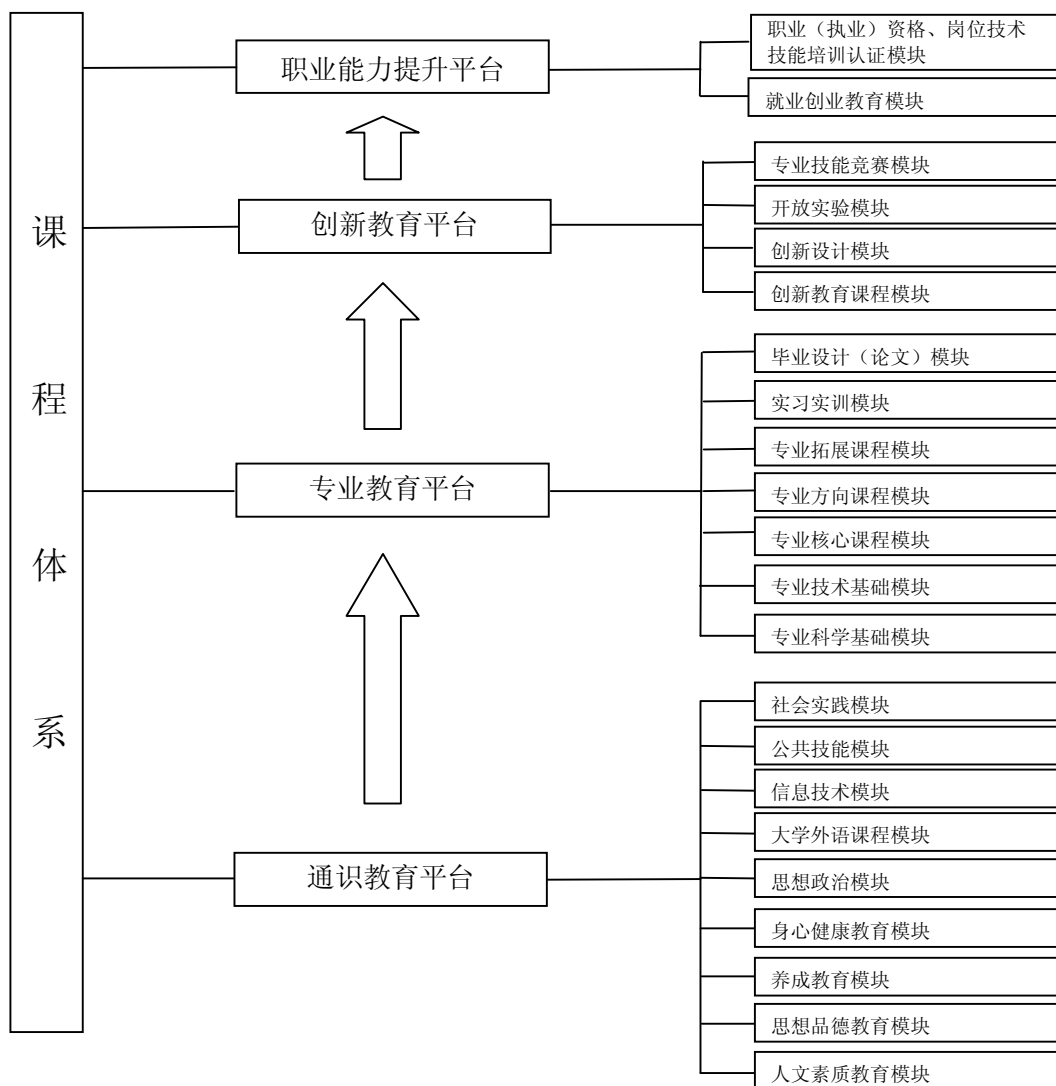 课程体系
职业能力提升平台
职业（执业）资格、岗位技术
技能培训认证模块
就业创业教育模块
创新教育平台
专业技能竞赛模块
开放实验模块
创新设计模块
创新教育课程模块
专业教育平台
毕业设计（论文）模块
实习实训模块
专业拓展课程模块
专业方向课程模块
专业核心课程模块
专业技术基础模块
专业科学基础模块
通识教育平台
社会实践模块
公共技能模块
信息技术模块
大学外语课程模块
思想政治模块
身心健康教育模块
养成教育模块
思想品德教育模块
人文素质教育模块